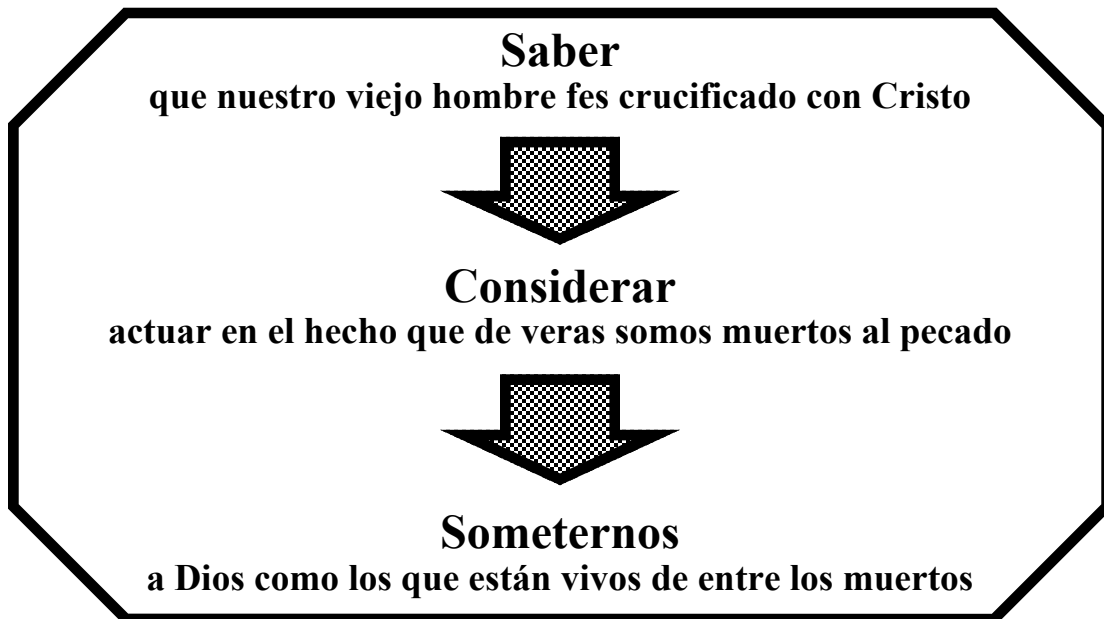 Saber
que nuestro viejo hombre fes crucificado con Cristo
Considerar
actuar en el hecho que de veras somos muertos al pecado
Someternos
a Dios como los que están vivos de entre los muertos